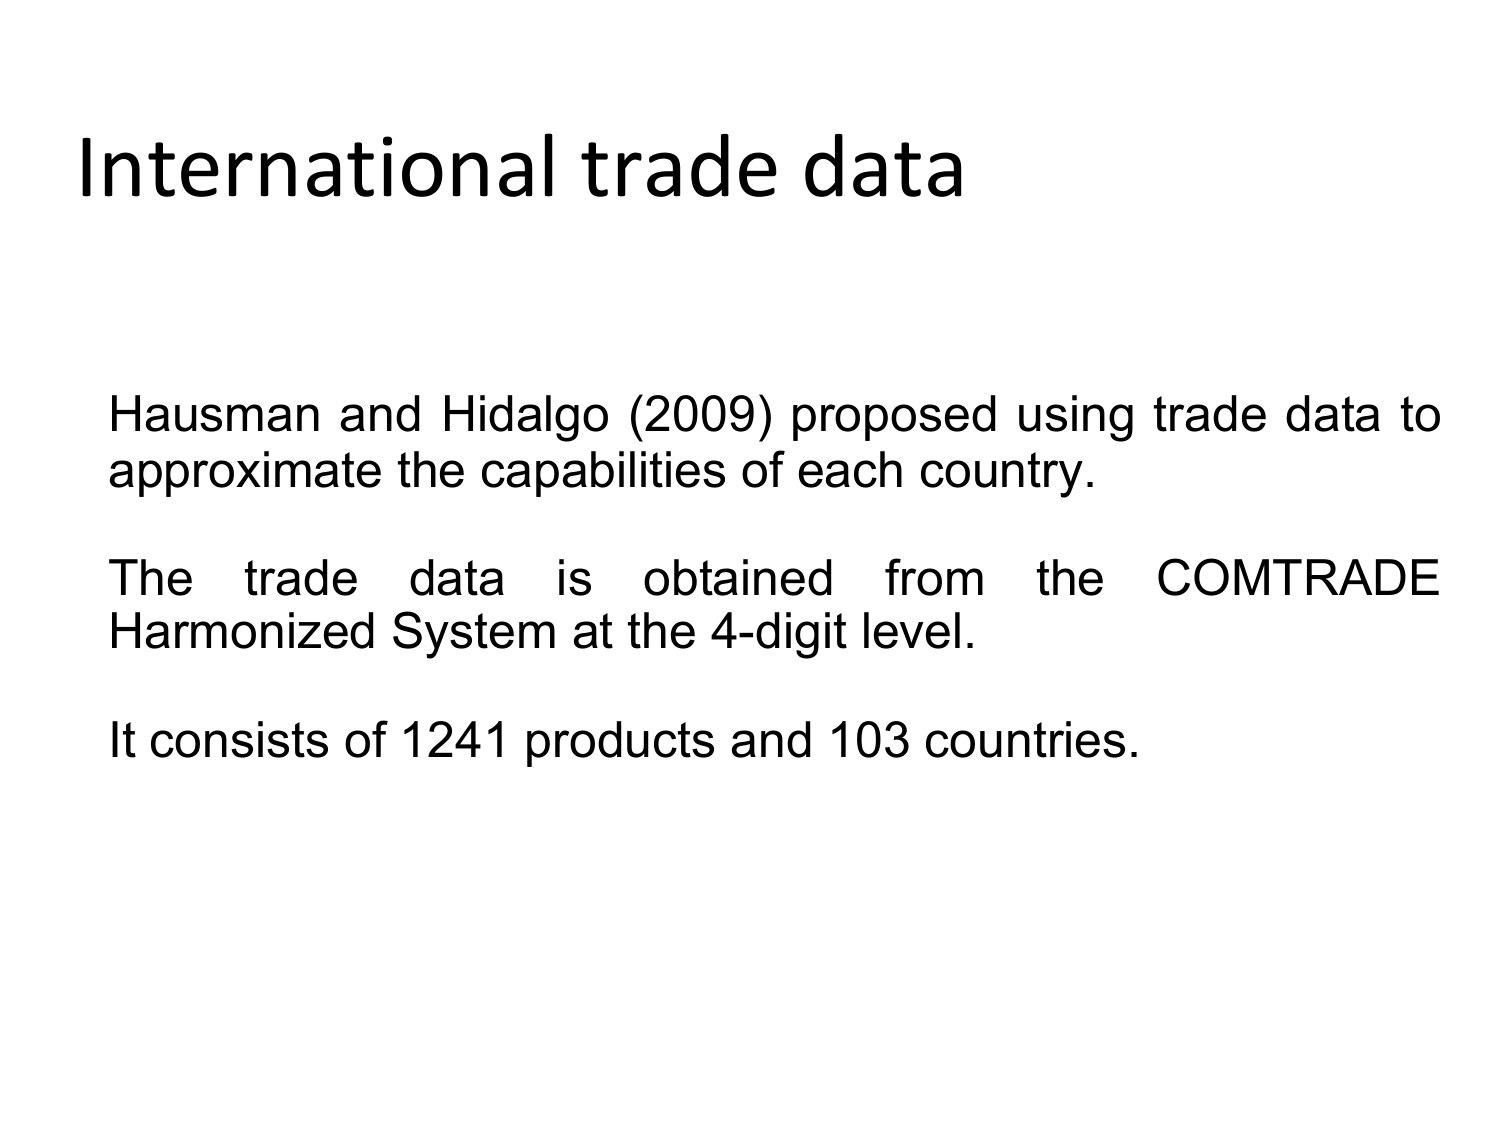 International trade data
Hausman and Hidalgo (2009) proposed using trade data to
approximate the capabilities of each country.
The trade data is obtained from the COMTRADE
Harmonized System at the 4-digit level.
It consists of 1241 products and 103 countries.